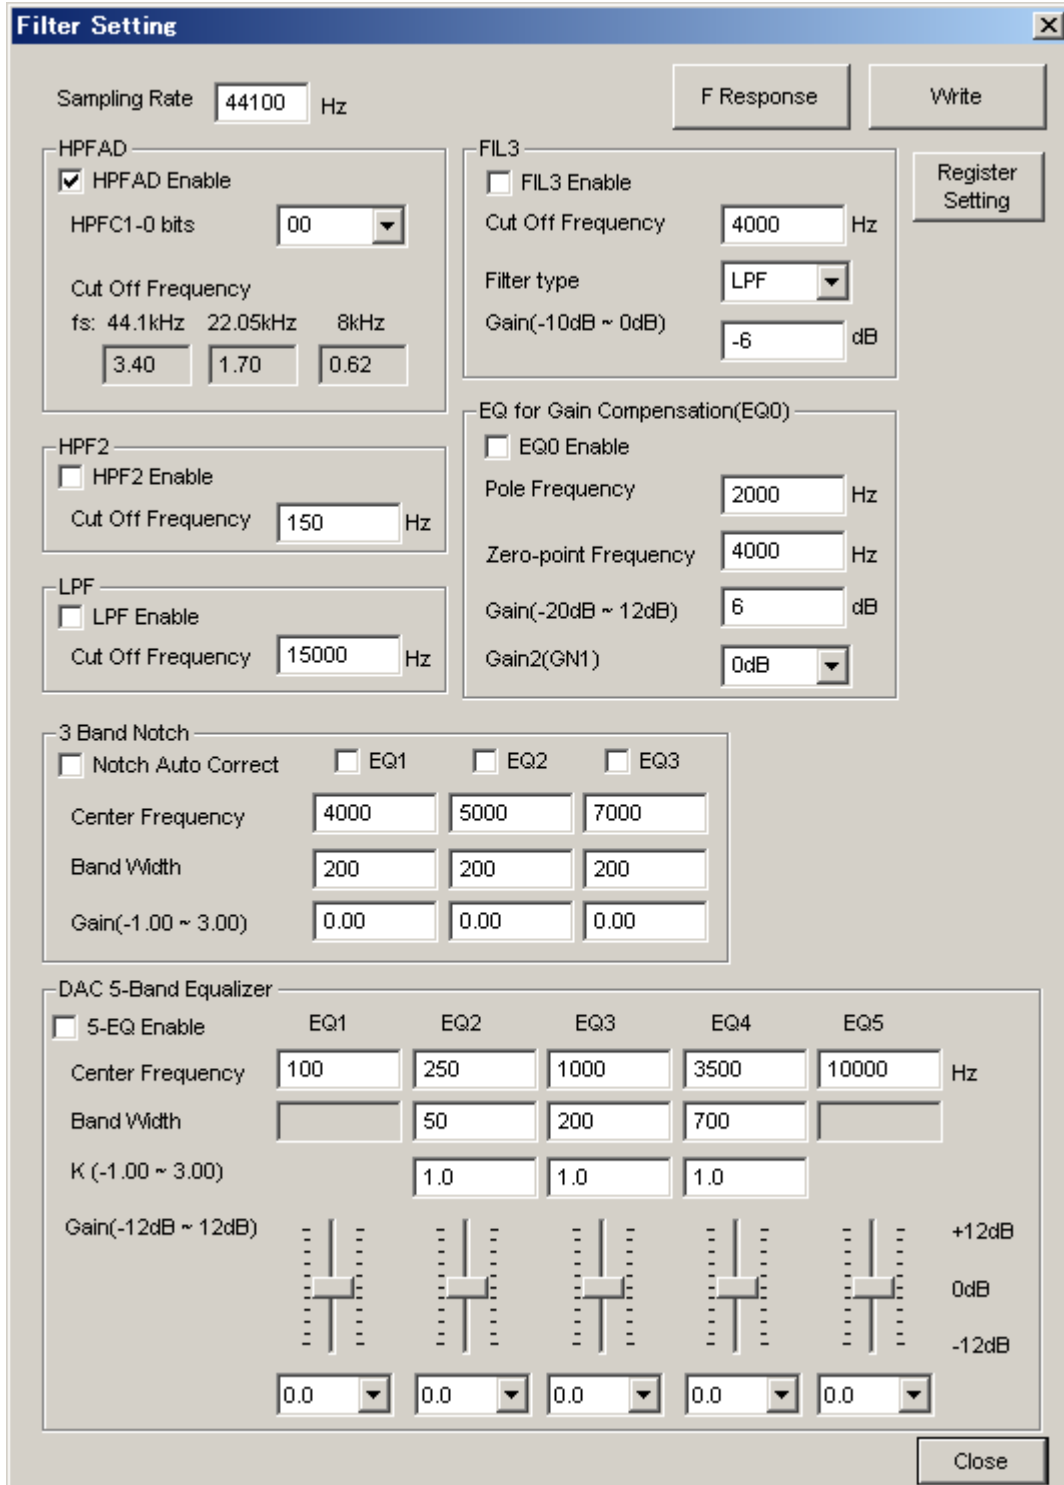 Filter Setting
Sampling Rate 44100 Hz
F Response
Write
Register
Setting
HPFAD
HPFAD Enable
HPFC1-0 bits 00
Cut Off Frequency
fs: 44.1kHz 22.05kHz 8kHz
3.40 1.70 0.62
FIL3
FIL3 Enable
Cut Off Frequency 4000 Hz
Filter type LPF
Gain(-10dB ~ 0dB) -6 dB
HPF2
HPF2 Enable
Cut Off Frequency 150 Hz
LPF
LPF Enable
Cut Off Frequency 15000 Hz
EQ for Gain Compensation(EQ0)
EQ0 Enable
Pole Frequency 2000 Hz
Zero-point Frequency 4000 Hz
Gain(-20dB ~ 12dB) 6 dB
Gain2(GN1) 0dB
3 Band Notch
Notch Auto Correct EQ1 EQ2 EQ3
Center Frequency 4000 5000 7000
Band Width 200 200 200
Gain(-1.00 ~ 3.00) 0.00 0.00 0.00
DAC 5-Band Equalizer
5-EQ Enable EQ1 EQ2 EQ3 EQ4 EQ5
Center Frequency 100 250 1000 3500 10000 Hz
Band Width 50 200 700
K (-1.00 ~ 3.00) 1.0 1.0 1.0
Gain(-12dB ~ 12dB) +12dB
0dB
-12dB
0.0 0.0 0.0 0.0 0.0
Close